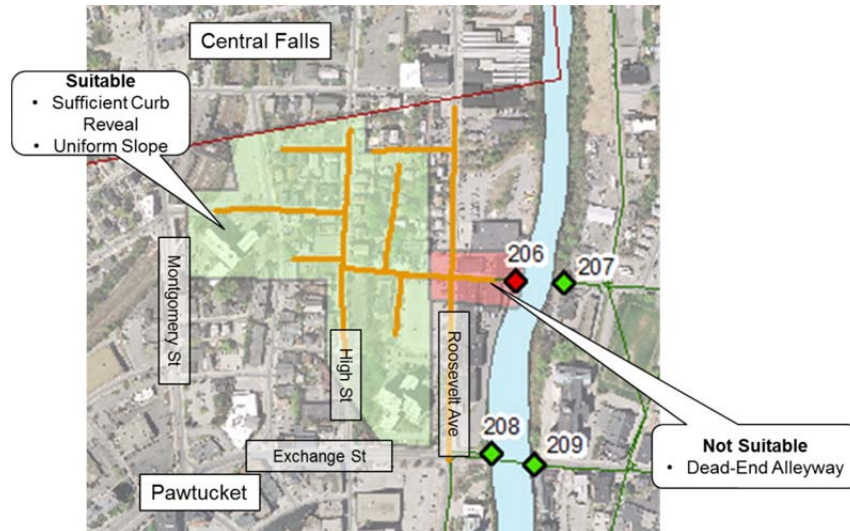 Central Falls
Suitable
• Sufficient Curb
Reveal
• Uniform Slope
206
207
Montgomery St
High St
Roosevelt Ave
208
209
Exchange St
Not Suitable
• Dead-End Alleyway
Pawtucket